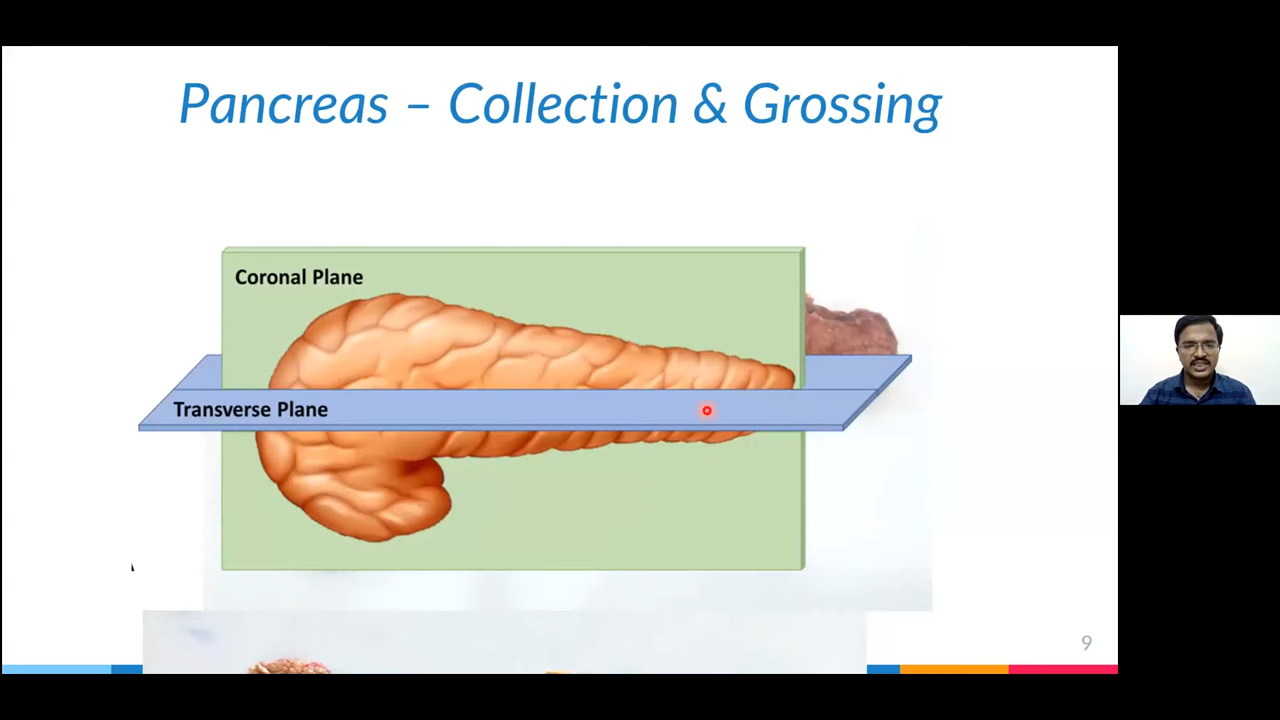 Pancreas – Collection & Grossing
Coronal Plane
Transverse Plane
9